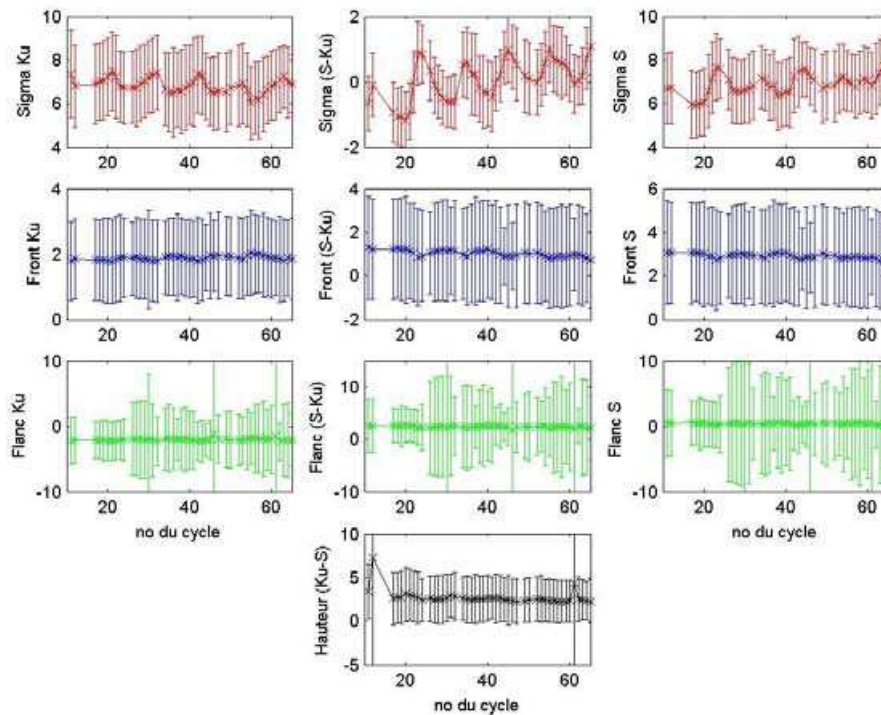 10
8
6
4
Sigma Ku
20 40 60
2
0
-2
Sigma (S-Ku)
20 40 60
10
8
6
4
Sigma S
20 40 60
4
2
0
Front Ku
20 40 60
4
2
0
-2
Front (S-Ku)
20 40 60
6
4
2
0
Front S
20 40 60
10
0
-10
Flanc Ku
20 40 60
no du cycle
10
0
-10
Flanc (S-Ku)
20 40 60
10
0
-10
Flanc S
20 40 60
no du cycle
10
5
0
-5
Hauteur (Ku-S)
20 40 60
no du cycle